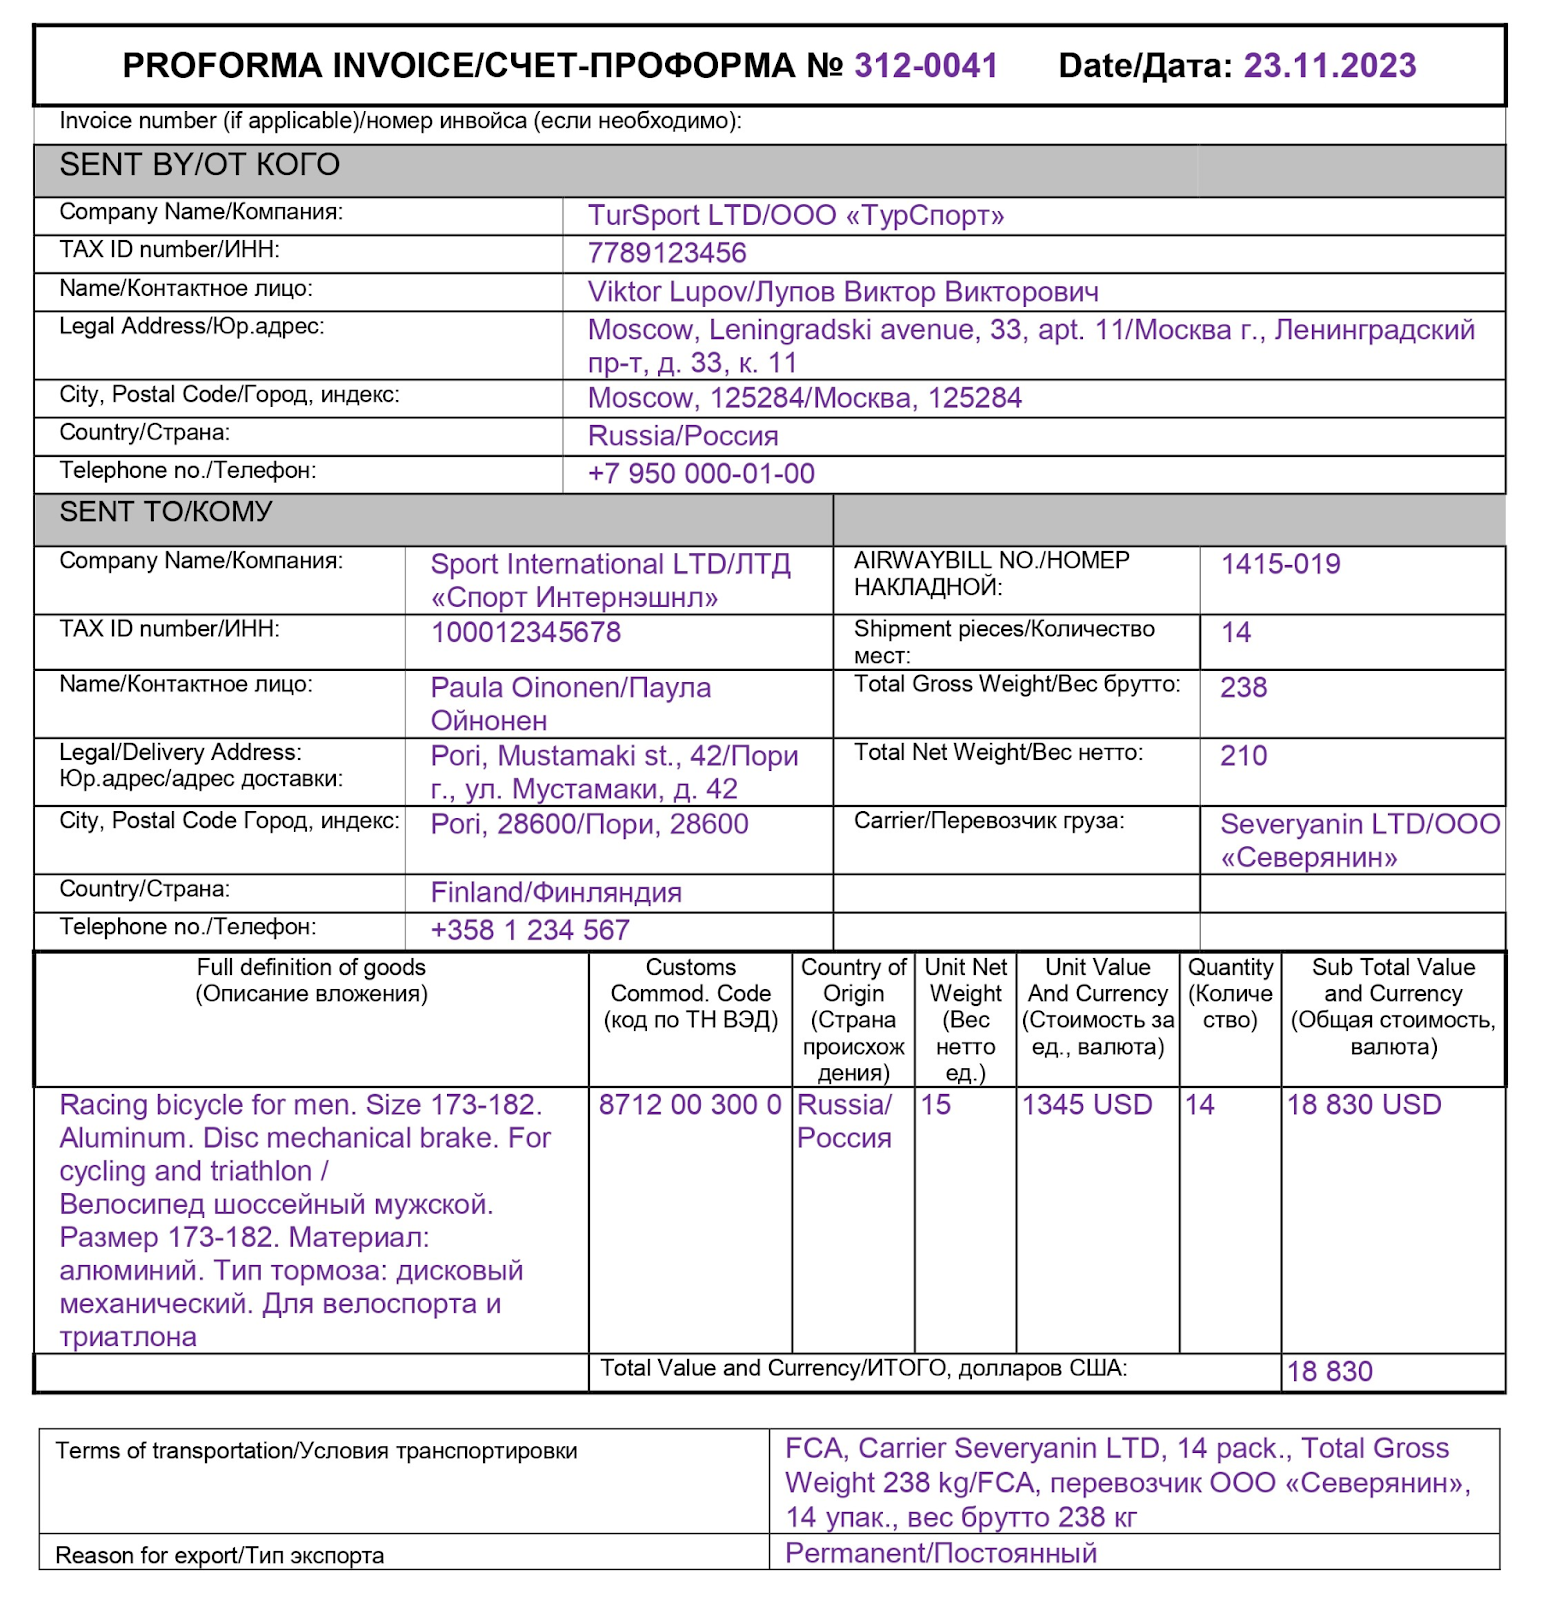 PROFORMA INVOICE/СЧЕТ-ПРОФОРМА № 312-0041 Date/Дата: 23.11.2023
Invoice number (if applicable)/номер инвойса (если необходимо):
SENT BY/ОТ КОГО
Company Name/Компания: TurSport LTD/ООО «ТурСпорт»
TAX ID number/ИНН: 7789123456
Name/Контактное лицо: Viktor Lupov/Лупов Виктор Викторович
Legal Address/Юр.адрес: Moscow, Leningradski avenue, 33, apt. 11/Москва г., Ленинградский
пр-т, д. 33, к. 11
City, Postal Code/Город, индекс: Moscow, 125284/Москва, 125284
Country/Страна: Russia/Россия
Telephone no./Телефон: +7 950 000-01-00
SENT TO/КОМУ
Company Name/Компания: Sport International LTD/ЛТД
«Спорт Интернэшнл»
AIRWAYBILL NO./НОМЕР
НАКЛАДНОЙ:
1415-019
TAX ID number/ИНН: 100012345678
Shipment pieces/Количество
мест:
14
Name/Контактное лицо: Paula Oinonen/Паула
Ойнонен
Total Gross Weight/Вес брутто: 238
Legal/Delivery Address:
Юр.адрес/адрес доставки:
Pori, Mustamaki st., 42/Пори
г., ул. Мустамаки, д. 42
Total Net Weight/Вес нетто: 210
City, Postal Code Город, индекс: Pori, 28600/Пори, 28600
Carrier/Перевозчик груза: Severyanin LTD/ООО
«Северянин»
Country/Страна: Finland/Финляндия
Telephone no./Телефон: +358 1 234 567
Full definition of goods
(Описание вложения)
Customs
Commod. Code
(код по ТН ВЭД)
Country of
Origin
(Страна
происхож
дения)
Unit Net
Weight
(Вес
нетто
ед.)
Unit Value
And Currency
(Стоимость за
ед., валюта)
Quantity
(Количе
ство)
Sub Total Value
and Currency
(Общая стоимость,
валюта)
Racing bicycle for men. Size 173-182.
Aluminum. Disc mechanical brake. For
cycling and triathlon /
Велосипед шоссейный мужской.
Размер 173-182. Материал:
алюминий. Тип тормоза: дисковый
механический. Для велоспорта и
триатлона
8712 00 300 0
Russia/
Россия
15
1345 USD
14
18 830 USD
Total Value and Currency/ИТОГО, долларов США: 18 830
Terms of transportation/Условия транспортировки
FCA, Carrier Severyanin LTD, 14 pack., Total Gross
Weight 238 kg/FCA, перевозчик ООО «Северянин»,
14 упак., вес брутто 238 кг
Reason for export/Тип экспорта Permanent/Постоянный